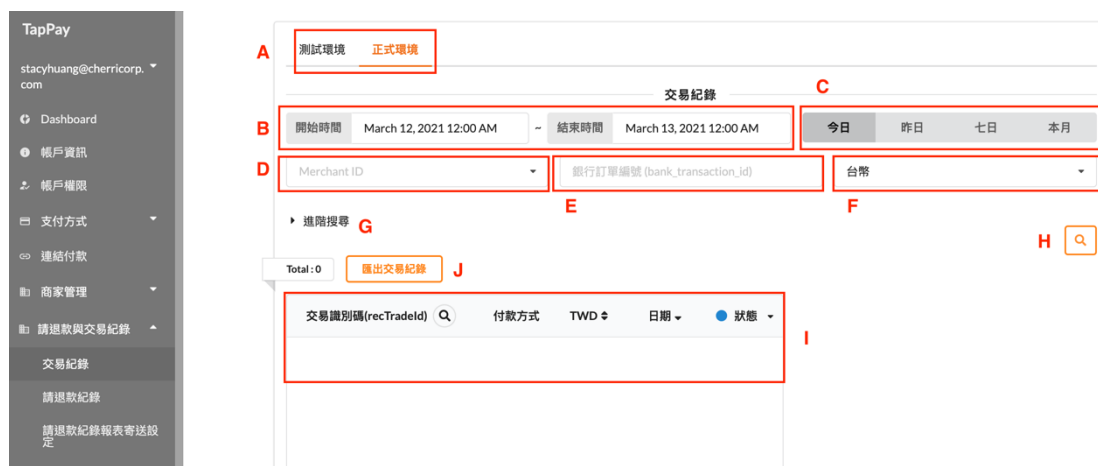 TapPay
stacyhuang@cherricorp.
com
Dashboard
帳戶資訊
帳戶權限
支付方式
連結付款
商家管理
請退款與交易紀錄
交易紀錄
請退款紀錄
請退款紀錄報表寄送設
定
A
測試環境 正式環境
交易紀錄
C
B
開始時間 March 12, 2021 12:00 AM ~ 結束時間 March 13, 2021 12:00 AM
今日 昨日 七日 本月
D
Merchant ID 銀行訂單編號 (bank_transaction_id) 台幣
E F
進階搜尋 G
H
Total : 0 匯出交易紀錄 J
交易識別碼(recTradeId) 付款方式 TWD 日期 狀態
I